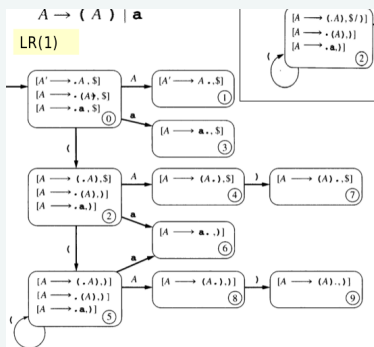 A → ( A ) | a
LR(1)
[A' → .A, $]
[A → .(A), $]
[A → .a, $]
0
A
[A' → A., $]
1
a
[A → a., $]
3
(
[A → (.A),$]
[A → .(A),)]
[A → .a,)]
2
A
[A → (A.),$]
4
)
[A → (A).,$]
7
a
[A → a.,)]
6
(
a
[A → (.A),)]
[A → .(A),)]
[A → .a,)]
5
A
[A → (A.),)]
8
)
[A → (A).,)]
9
(
[A → (.A),$/)]
[A → .(A),)]
[A → .a,)]
2
(